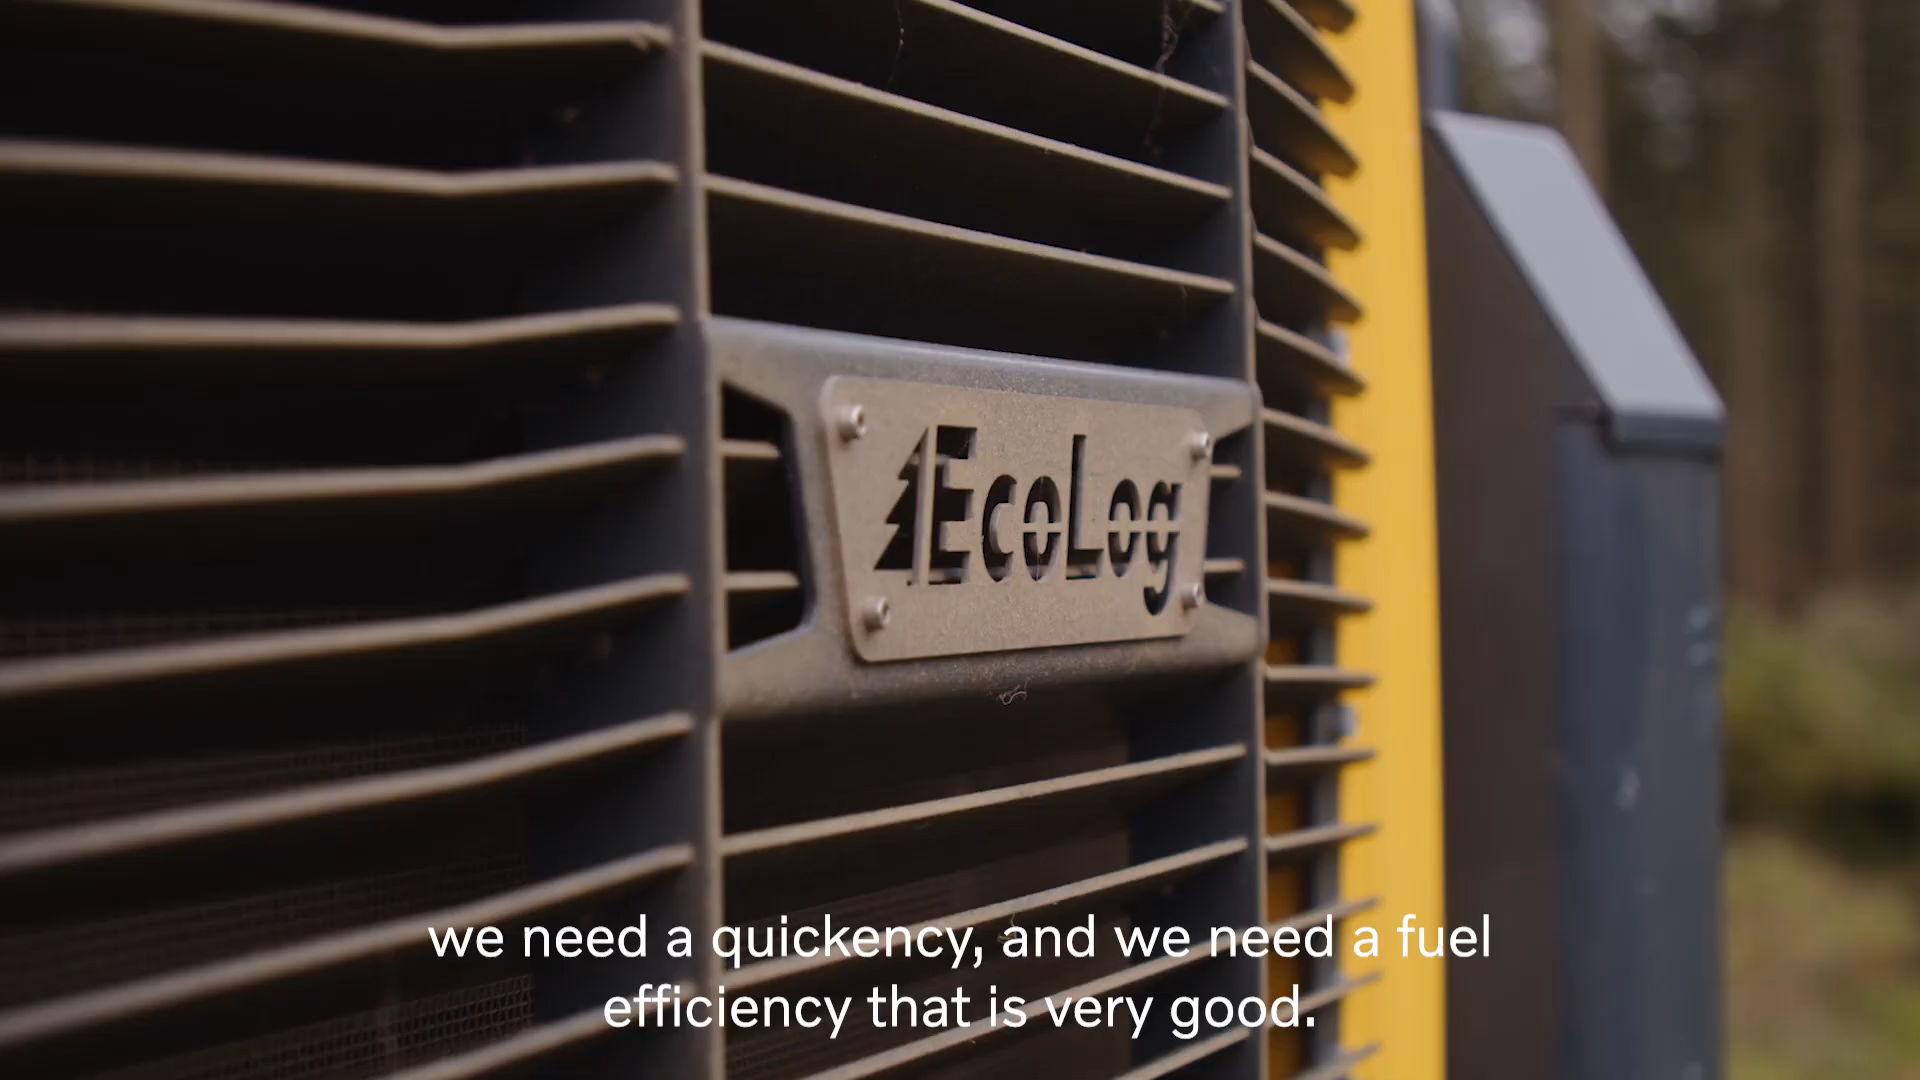 EcoLog
we need a quickency, and we need a fuel
efficiency that is very good.